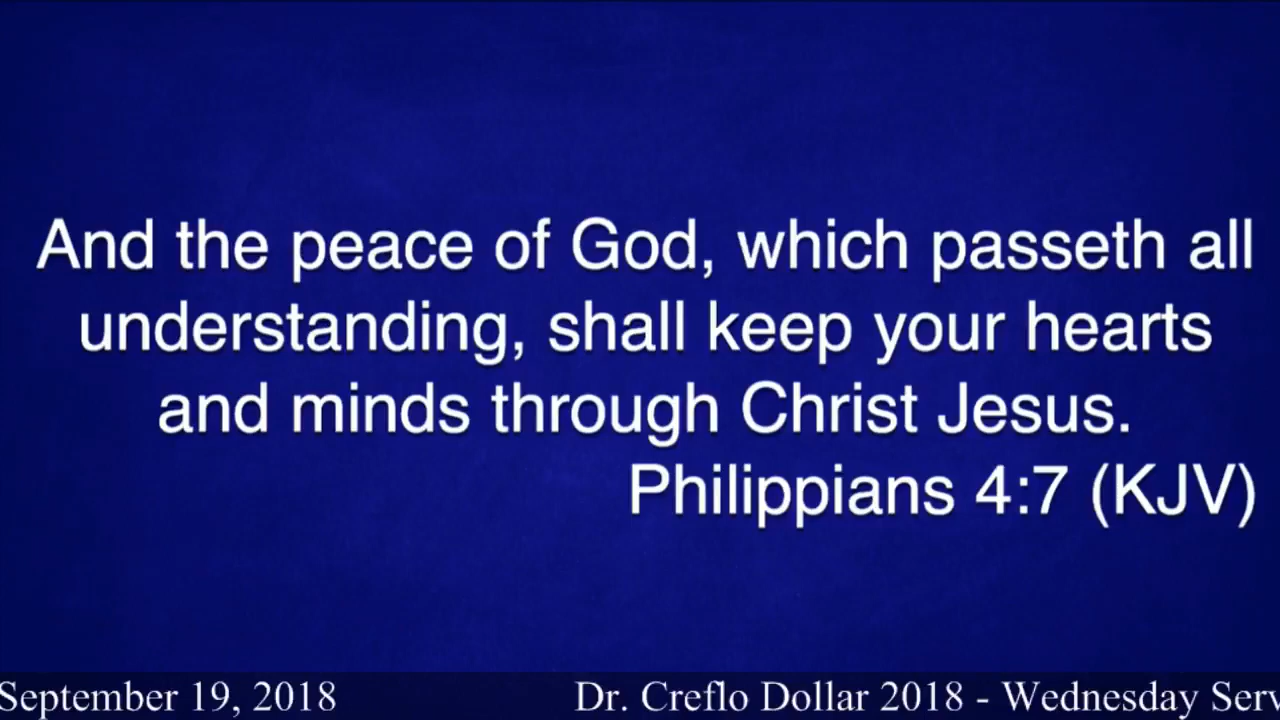 And the peace of God, which passeth all
understanding, shall keep your hearts
and minds through Christ Jesus.
Philippians 4:7 (KJV)
September 19, 2018 Dr. Creflo Dollar 2018 - Wednesday Serv